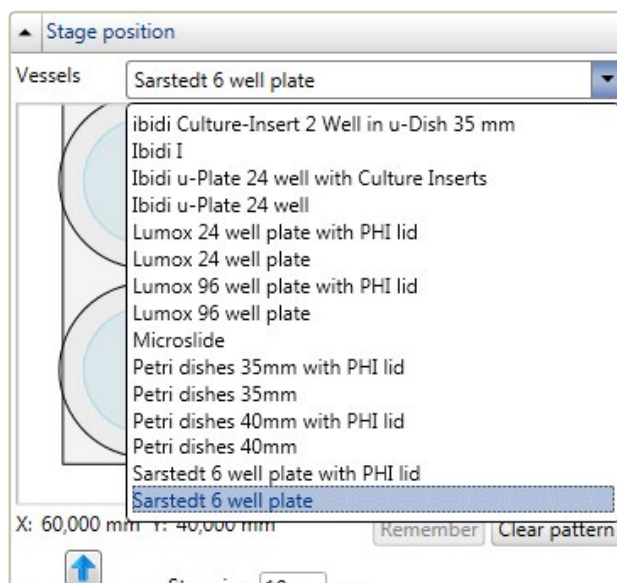 Stage position
Vessels
Sarstedt 6 well plate
ibidi Culture-Insert 2 Well in u-Dish 35 mm
Ibidi I
Ibidi u-Plate 24 well with Culture Inserts
Ibidi u-Plate 24 well
Lumox 24 well plate with PHI lid
Lumox 24 well plate
Lumox 96 well plate with PHI lid
Lumox 96 well plate
Microslide
Petri dishes 35mm with PHI lid
Petri dishes 35mm
Petri dishes 40mm with PHI lid
Petri dishes 40mm
Sarstedt 6 well plate with PHI lid
Sarstedt 6 well plate
X: 60,000 mm Y: 40,000 mm Remember Clear pattern